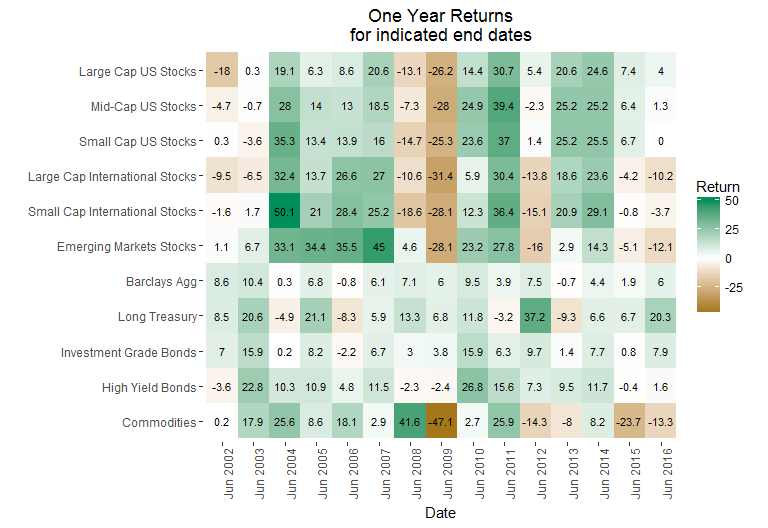 One Year Returns
for indicated end dates
Large Cap US Stocks -18 0.3 19.1 6.3 8.6 20.6 -13.1 -26.2 14.4 30.7 5.4 20.6 24.6 7.4 4
Mid-Cap US Stocks -4.7 -0.7 28 14 13 18.5 -7.3 -28 24.9 39.4 -2.3 25.2 25.2 6.4 1.3
Small Cap US Stocks 0.3 -3.6 35.3 13.4 13.9 16 -14.7 -25.3 23.6 37 1.4 25.2 25.5 6.7 0
Large Cap International Stocks -9.5 -6.5 32.4 13.7 26.6 27 -10.6 -31.4 5.9 30.4 -13.8 18.6 23.6 -4.2 -10.2
Small Cap International Stocks -1.6 1.7 50.1 21 28.4 25.2 -18.6 -28.1 12.3 36.4 -15.1 20.9 29.1 -0.8 -3.7
Emerging Markets Stocks 1.1 6.7 33.1 34.4 35.5 45 4.6 -28.1 23.2 27.8 -16 2.9 14.3 -5.1 -12.1
Barclays Agg 8.6 10.4 0.3 6.8 -0.8 6.1 7.1 6 9.5 3.9 7.5 -0.7 4.4 1.9 6
Long Treasury 8.5 20.6 -4.9 21.1 -8.3 5.9 13.3 6.8 11.8 -3.2 37.2 -9.3 6.6 6.7 20.3
Investment Grade Bonds 7 15.9 0.2 8.2 -2.2 6.7 3 3.8 15.9 6.3 9.7 1.4 7.7 0.8 7.9
High Yield Bonds -3.6 22.8 10.3 10.9 4.8 11.5 -2.3 -2.4 26.8 15.6 7.3 9.5 11.7 -0.4 1.6
Commodities 0.2 17.9 25.6 8.6 18.1 2.9 41.6 -47.1 2.7 25.9 -14.3 -8 8.2 -23.7 -13.3
Jun 2002 Jun 2003 Jun 2004 Jun 2005 Jun 2006 Jun 2007 Jun 2008 Jun 2009 Jun 2010 Jun 2011 Jun 2012 Jun 2013 Jun 2014 Jun 2015 Jun 2016
Date
Return
50
25
0
-25